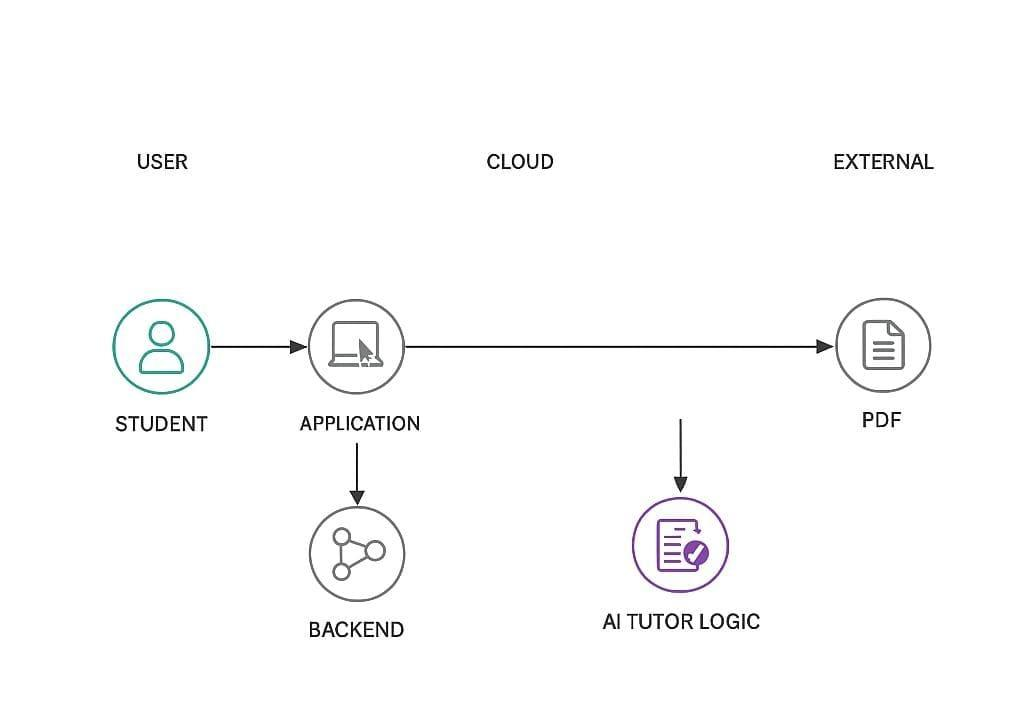 USER
CLOUD
EXTERNAL
STUDENT
APPLICATION
PDF
BACKEND
AI TUTOR LOGIC